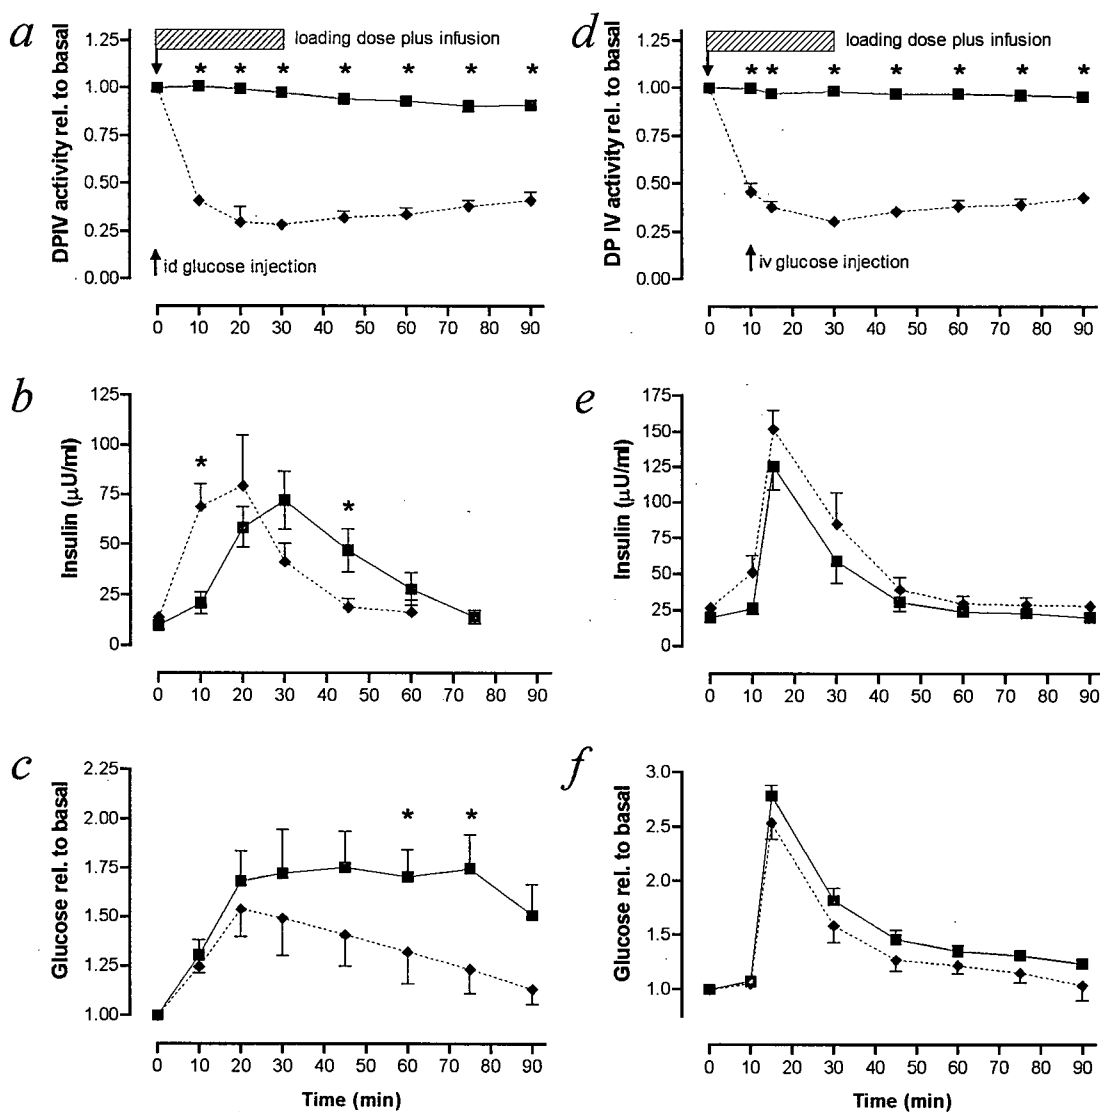 a
DPIV activity rel. to basal
1.25
1.00
0.75
0.50
0.25
0.00
loading dose plus infusion
* * * * * * *
id glucose injection
0 10 20 30 40 50 60 70 80 90
b
Insulin (μU/ml)
125
100
75
50
25
0
*
*
0 10 20 30 40 50 60 70 80 90
c
Glucose rel. to basal
2.25
2.00
1.75
1.50
1.25
1.00
* *
0 10 20 30 40 50 60 70 80 90
Time (min)
d
DP IV activity rel. to basal
1.25
1.00
0.75
0.50
0.25
0.00
loading dose plus infusion
* * * * * * *
iv glucose injection
0 10 20 30 40 50 60 70 80 90
e
Insulin (μU/ml)
175
150
125
100
75
50
25
0
0 10 20 30 40 50 60 70 80 90
f
Glucose rel. to basal
3.0
2.5
2.0
1.5
1.0
0 10 20 30 40 50 60 70 80 90
Time (min)